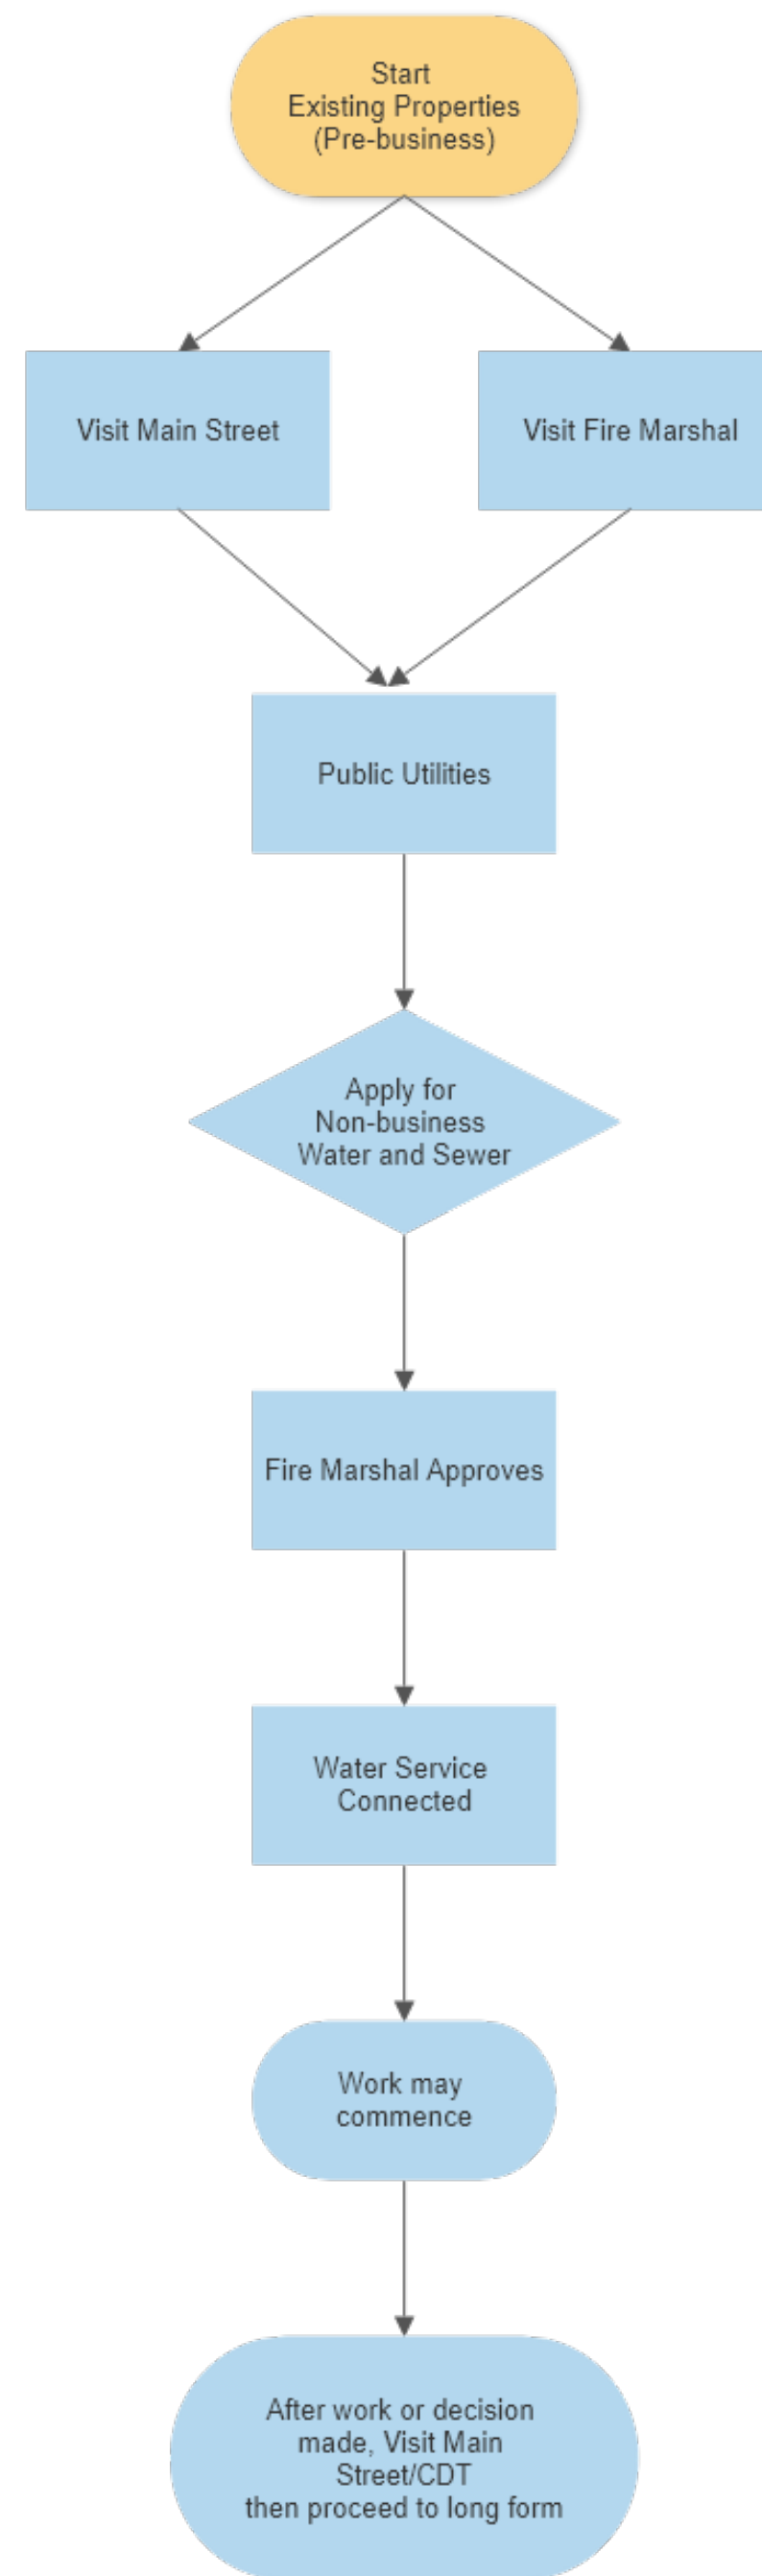 Start
Existing Properties
(Pre-business)
Visit Main Street
Visit Fire Marshal
Public Utilities
Apply for
Non-business
Water and Sewer
Fire Marshal Approves
Water Service
Connected
Work may
commence
After work or decision
made, Visit Main
Street/CDT
then proceed to long form